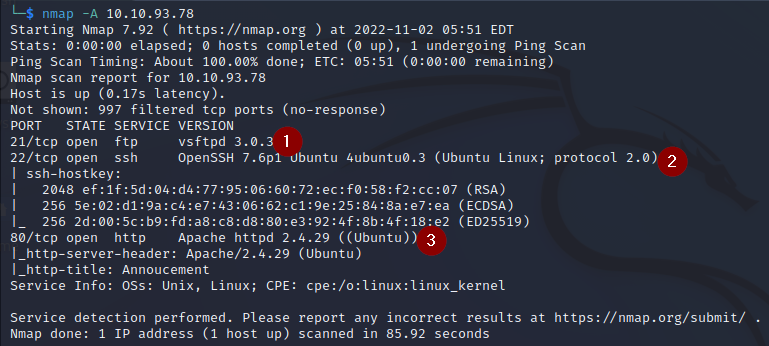 └─$ nmap -A 10.10.93.78
Starting Nmap 7.92 ( https://nmap.org ) at 2022-11-02 05:51 EDT
Stats: 0:00:00 elapsed; 0 hosts completed (0 up), 1 undergoing Ping Scan
Ping Scan Timing: About 100.00% done; ETC: 05:51 (0:00:00 remaining)
Nmap scan report for 10.10.93.78
Host is up (0.17s latency).
Not shown: 997 filtered tcp ports (no-response)
PORT   STATE SERVICE VERSION
21/tcp open  ftp     vsftpd 3.0.3 1
22/tcp open  ssh     OpenSSH 7.6p1 Ubuntu 4ubuntu0.3 (Ubuntu Linux; protocol 2.0) 2
| ssh-hostkey:
|   2048 ef:1f:5d:04:d4:77:95:06:60:72:ec:f0:58:f2:cc:07 (RSA)
|   256 5e:02:d1:9a:c4:e7:43:06:62:c1:9e:25:84:8a:e7:ea (ECDSA)
|_  256 2d:00:5c:b9:fd:a8:c8:d8:80:e3:92:4f:8b:4f:18:e2 (ED25519)
80/tcp open  http    Apache httpd 2.4.29 ((Ubuntu)) 3
|_http-server-header: Apache/2.4.29 (Ubuntu)
|_http-title: Annoucement
Service Info: OSs: Unix, Linux; CPE: cpe:/o:linux:linux_kernel
Service detection performed. Please report any incorrect results at https://nmap.org/submit/ .
Nmap done: 1 IP address (1 host up) scanned in 85.92 seconds